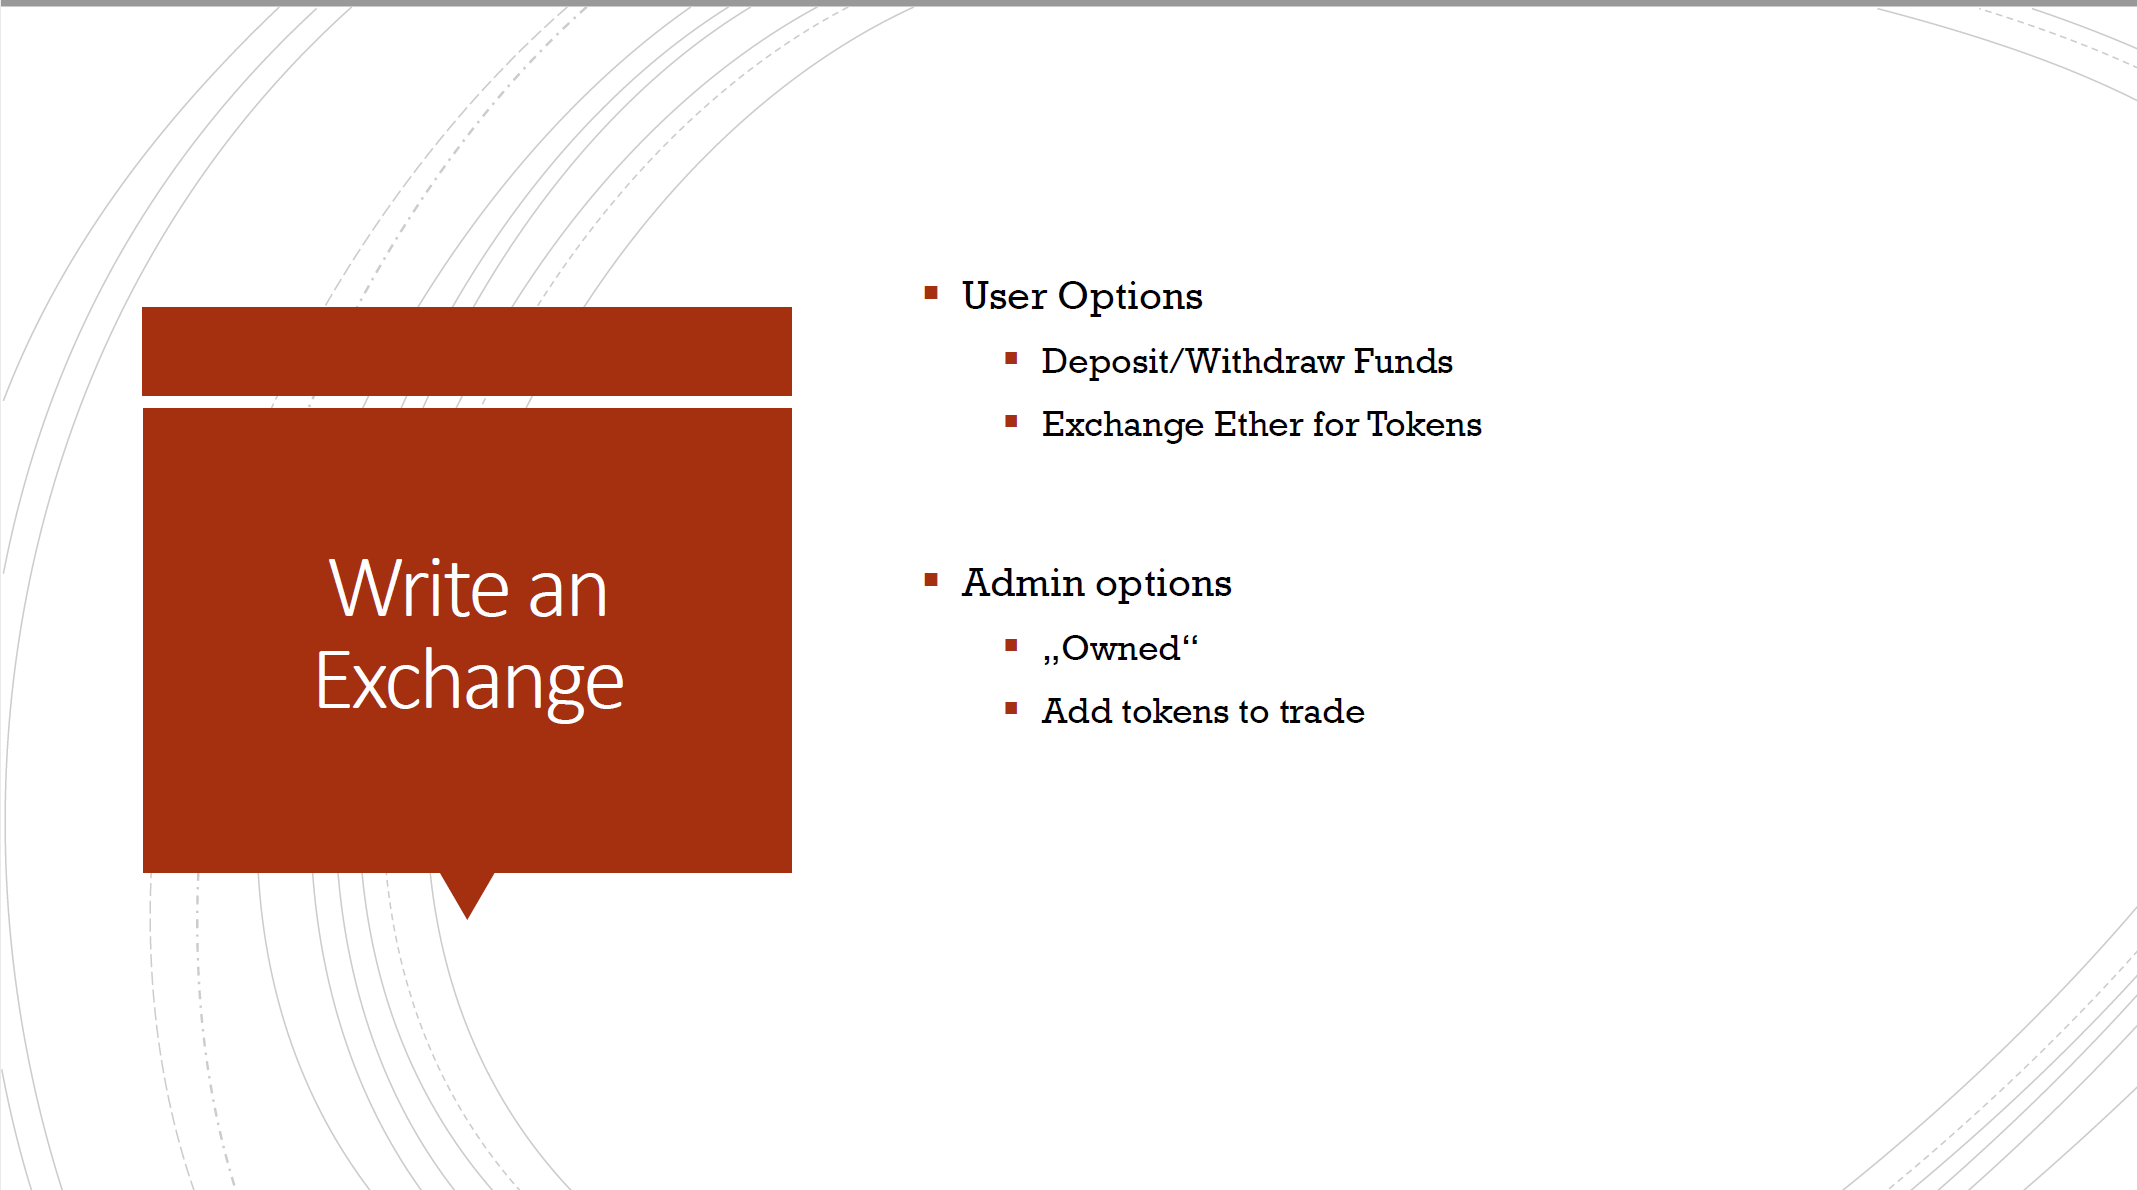 Write an
Exchange
User Options
Deposit/Withdraw Funds
Exchange Ether for Tokens
Admin options
„Owned“
Add tokens to trade